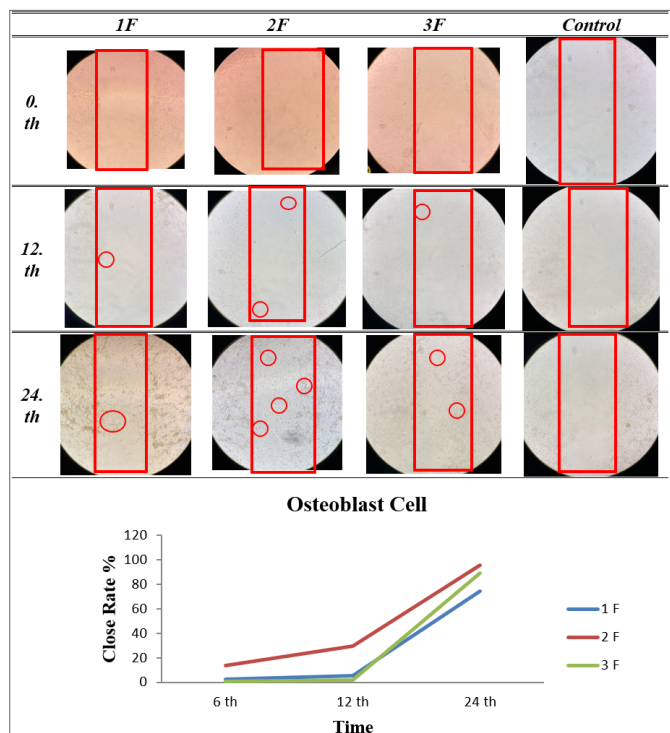 1F 2F 3F Control
0.
th
12.
th
24.
th
Osteoblast Cell
120
100
80
60
40
20
0
Close Rate %
6 th 12 th 24 th
Time
1 F
2 F
3 F